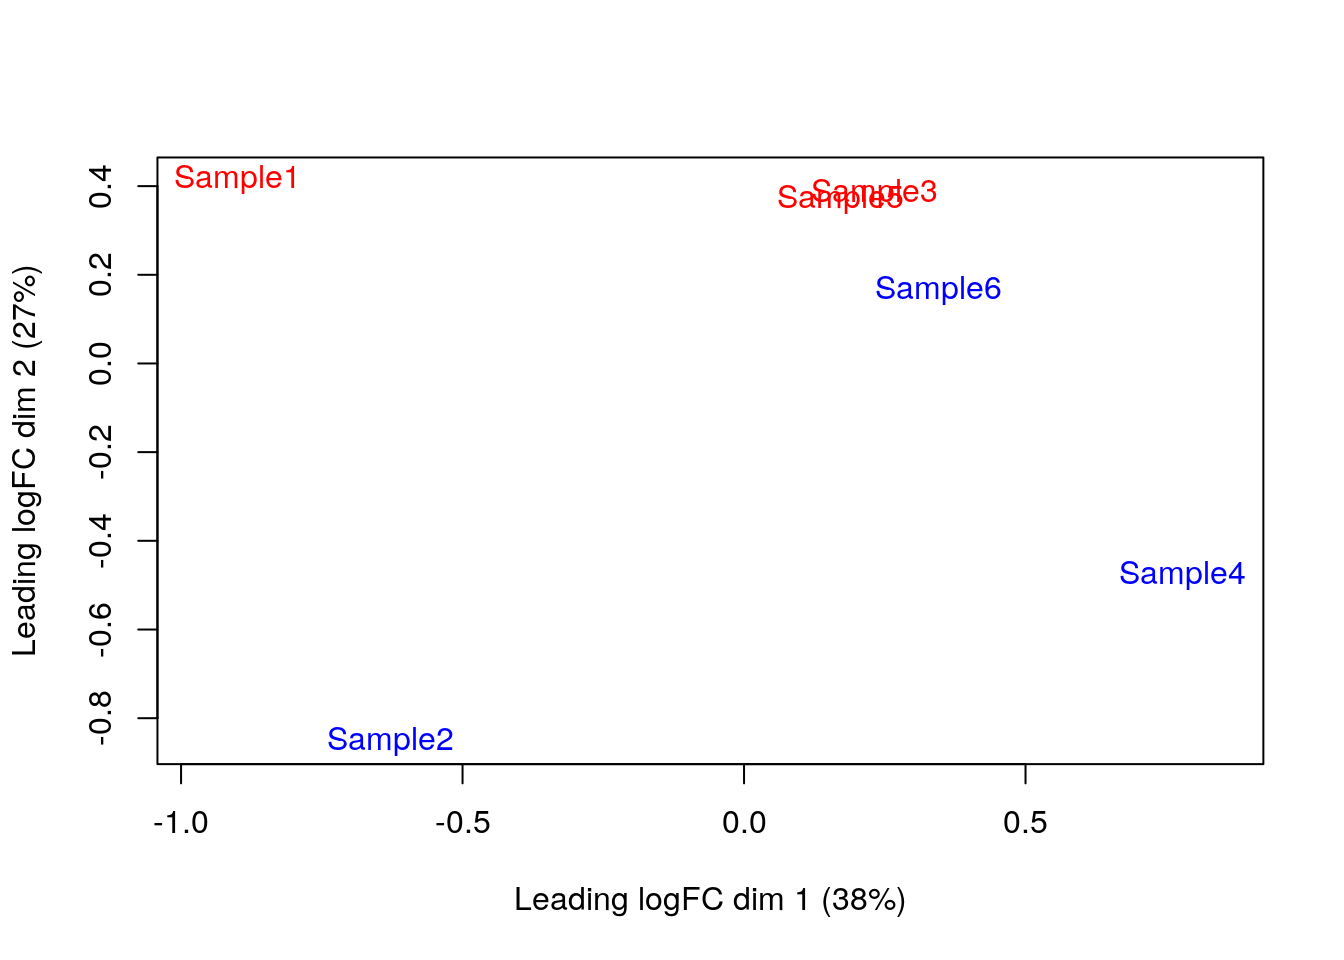 Sample1
Sample3
Sample5
Sample6
Sample4
Sample2
0.4
0.2
0.0
-0.2
-0.4
-0.6
-0.8
Leading logFC dim 2 (27%)
-1.0 -0.5 0.0 0.5
Leading logFC dim 1 (38%)